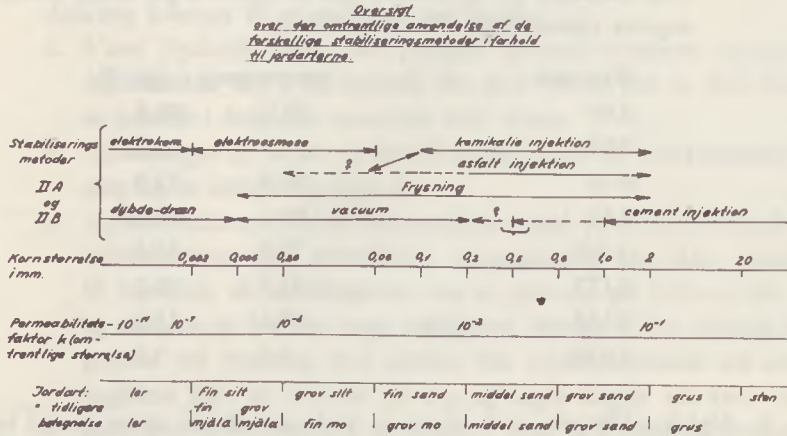 Oversigt
over den omtrentlige anvendelse af de
forskellige stabiliseringsmetoder i forhold
til jordarterne.
Stabiliserings elektrokem elektroosmose kemikalie injektion
metoder ? asfalt injektion
II A Frysning
og
II B dybde-dræn vacuum ? cement injektion
Kornstørrelse 0,002 0,006 0,20 0,06 0,1 0,2 0,5 0,6 1,0 2 20
i mm.
Permeabilitets- 10⁻¹¹ 10⁻⁷ 10⁻⁵ 10⁻³ 10⁻¹
faktor k (om-
trentlige størrelse)
Jordart: ler fin silt grov silt fin sand middel sand grov sand grus sten
" tidligere fin grov
betegnelse ler mjäla mjäla fin mo grov mo middel sand grov sand grus